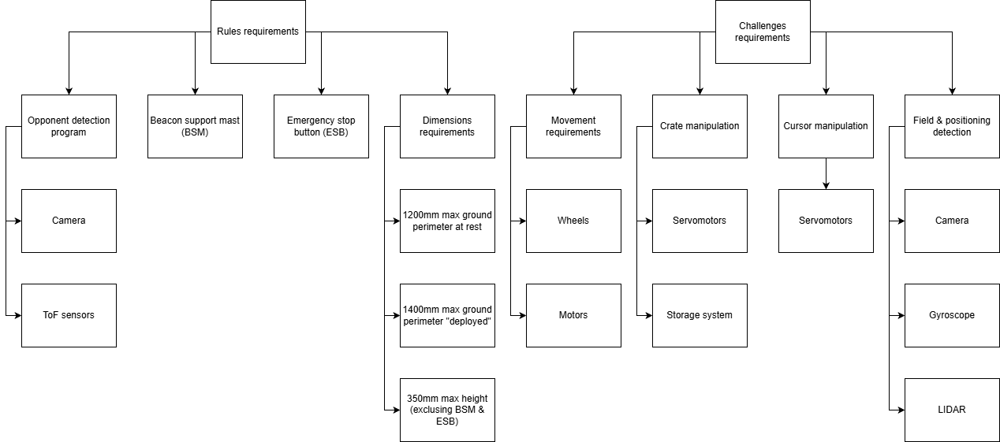 Rules requirements
Challenges
requirements
Opponent detection
program
Beacon support mast
(BSM)
Emergency stop
button (ESB)
Dimensions
requirements
Movement
requirements
Crate manipulation
Cursor manipulation
Field & positioning
detection
Camera
1200mm max ground
perimeter at rest
Wheels
Servomotors
Servomotors
Camera
ToF sensors
1400mm max ground
perimeter "deployed"
Motors
Storage system
Gyroscope
350mm max height
(exclusing BSM &
ESB)
LIDAR